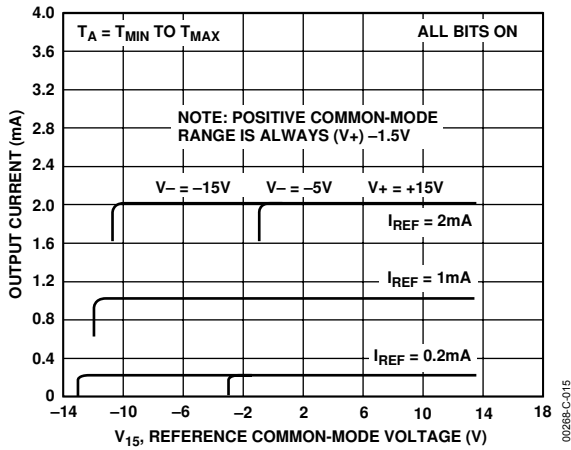 4.0
3.6
3.2
2.8
2.4
2.0
1.6
1.2
0.8
0.4
0
OUTPUT CURRENT (mA)
T_A = T_MIN TO T_MAX
ALL BITS ON
NOTE: POSITIVE COMMON-MODE
RANGE IS ALWAYS (V+) –1.5V
V– = –15V
V– = –5V
V+ = +15V
I_REF = 2mA
I_REF = 1mA
I_REF = 0.2mA
–14 –10 –6 –2 2 6 10 14 18
V_15, REFERENCE COMMON-MODE VOLTAGE (V)
00268-C-015